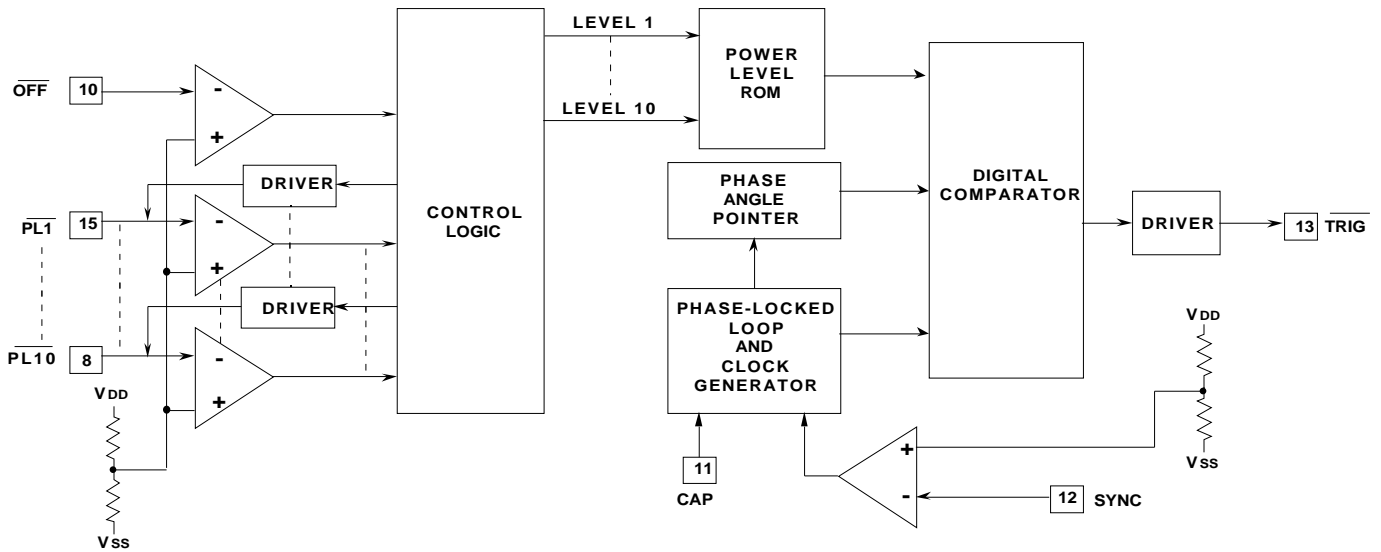 LEVEL 1
LEVEL 10
POWER
LEVEL
ROM
OFF
10
-
+
DRIVER
PL1
15
-
+
CONTROL
LOGIC
PHASE
ANGLE
POINTER
DIGITAL
COMPARATOR
DRIVER
13
TRIG
DRIVER
PL10
8
-
+
PHASE-LOCKED
LOOP
AND
CLOCK
GENERATOR
VDD
VSS
VDD
VSS
11
CAP
+
-
12
SYNC